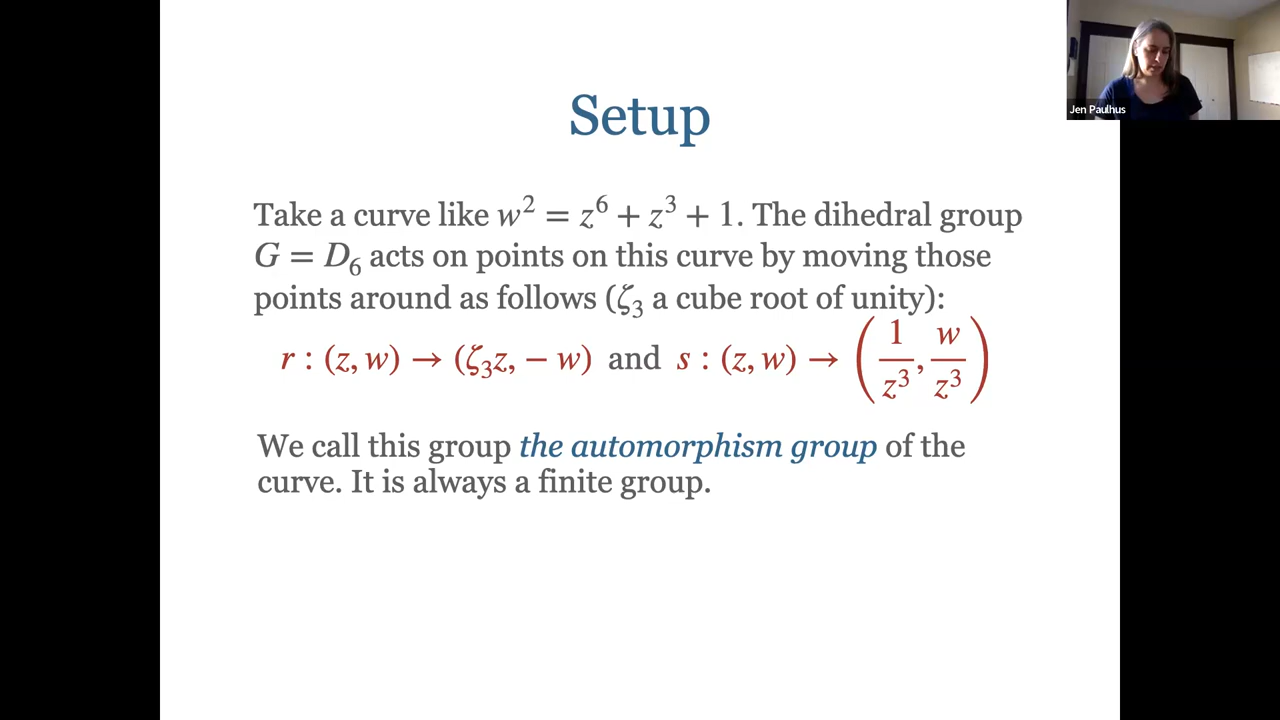 Setup
Take a curve like w² = z⁶ + z³ + 1. The dihedral group
G = D₆ acts on points on this curve by moving those
points around as follows (ζ₃ a cube root of unity):
r : (z, w) → (ζ₃z, − w) and s : (z, w) → (1/z³, w/z³)
We call this group the automorphism group of the
curve. It is always a finite group.
Jen Paulhus